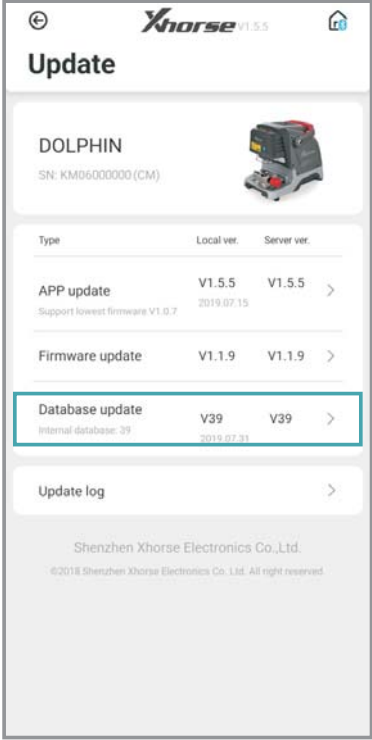 Xhorse V1.5.5
Update
DOLPHIN
SN: KM06000000 (CM)
Type Local ver. Server ver.
APP update V1.5.5 V1.5.5
Support lowest firmware V1.0.7 2019.07.15
Firmware update V1.1.9 V1.1.9
Database update V39 V39
Internal database: 39 2019.07.31
Update log
Shenzhen Xhorse Electronics Co.,Ltd.
©2018 Shenzhen Xhorse Electronics Co. Ltd. All right reserved.